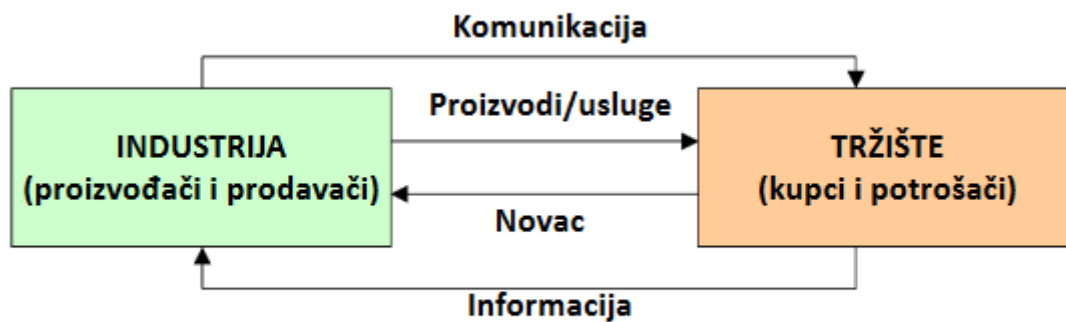 Komunikacija
Proizvodi/usluge
INDUSTRIJA
(proizvođači i prodavači)
TRŽIŠTE
(kupci i potrošači)
Novac
Informacija